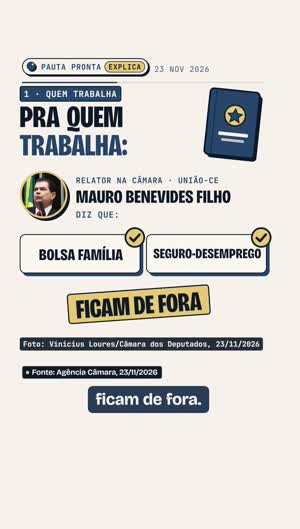 PAUTA PRONTA EXPLICA 23 NOV 2026
1 · QUEM TRABALHA
PRA QUEM
TRABALHA:
RELATOR NA CÂMARA · UNIÃO-CE
MAURO BENEVIDES FILHO
DIZ QUE:
BOLSA FAMÍLIA
SEGURO-DESEMPREGO
FICAM DE FORA
Foto: Vinicius Loures/Câmara dos Deputados, 23/11/2026
Fonte: Agência Câmara, 23/11/2026
ficam de fora.